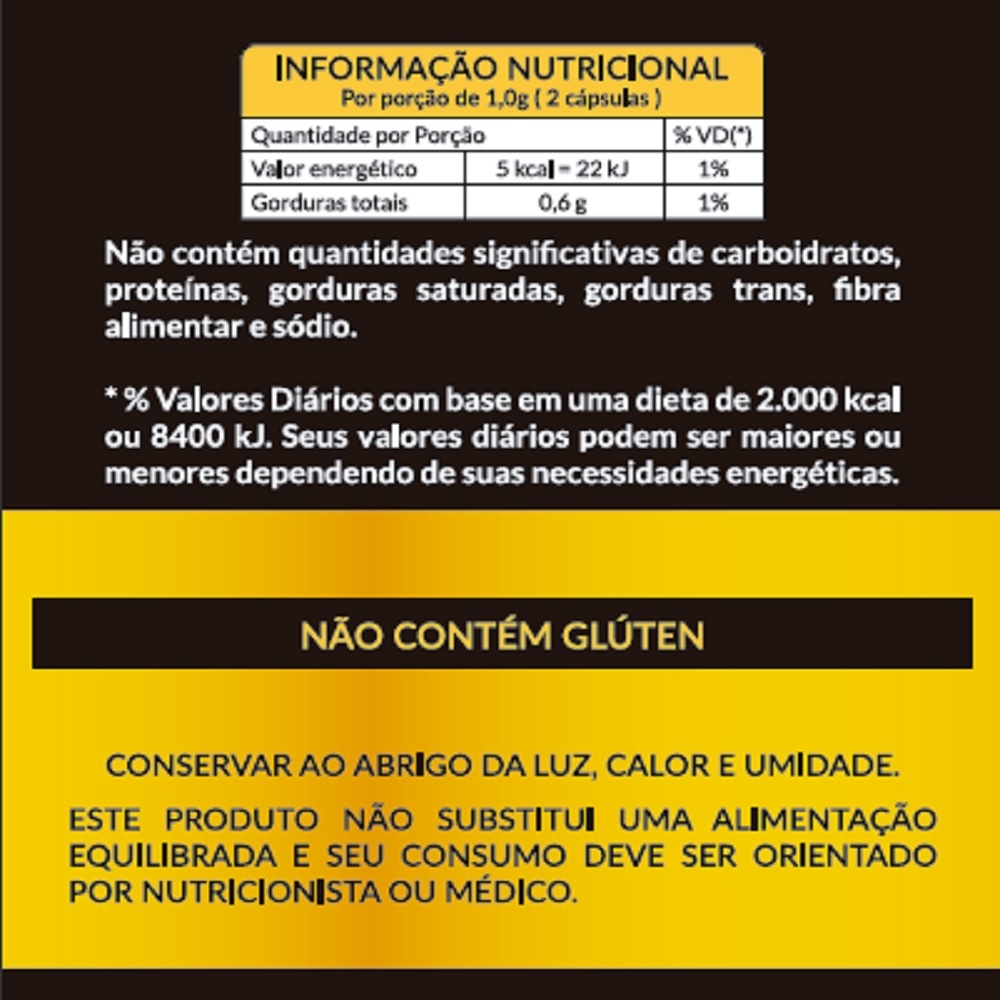 INFORMAÇÃO NUTRICIONAL
Por porção de 1,0g ( 2 cápsulas )
Quantidade por Porção % VD(*)
Valor energético 5 kcal = 22 kJ 1%
Gorduras totais 0,6 g 1%
Não contém quantidades significativas de carboidratos,
proteínas, gorduras saturadas, gorduras trans, fibra
alimentar e sódio.
* % Valores Diários com base em uma dieta de 2.000 kcal
ou 8400 kJ. Seus valores diários podem ser maiores ou
menores dependendo de suas necessidades energéticas.
NÃO CONTÉM GLÚTEN
CONSERVAR AO ABRIGO DA LUZ, CALOR E UMIDADE.
ESTE PRODUTO NÃO SUBSTITUI UMA ALIMENTAÇÃO
EQUILIBRADA E SEU CONSUMO DEVE SER ORIENTADO
POR NUTRICIONISTA OU MÉDICO.